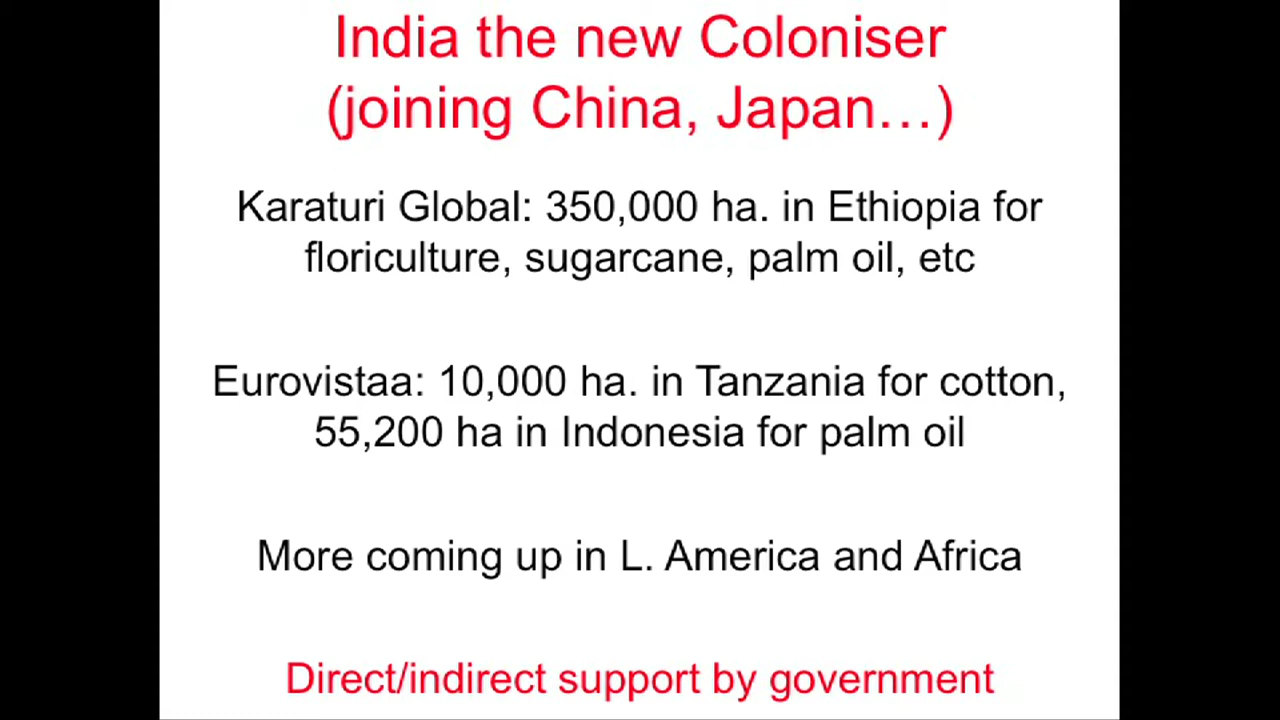 India the new Coloniser
(joining China, Japan…)
Karaturi Global: 350,000 ha. in Ethiopia for
floriculture, sugarcane, palm oil, etc
Eurovistaa: 10,000 ha. in Tanzania for cotton,
55,200 ha in Indonesia for palm oil
More coming up in L. America and Africa
Direct/indirect support by government